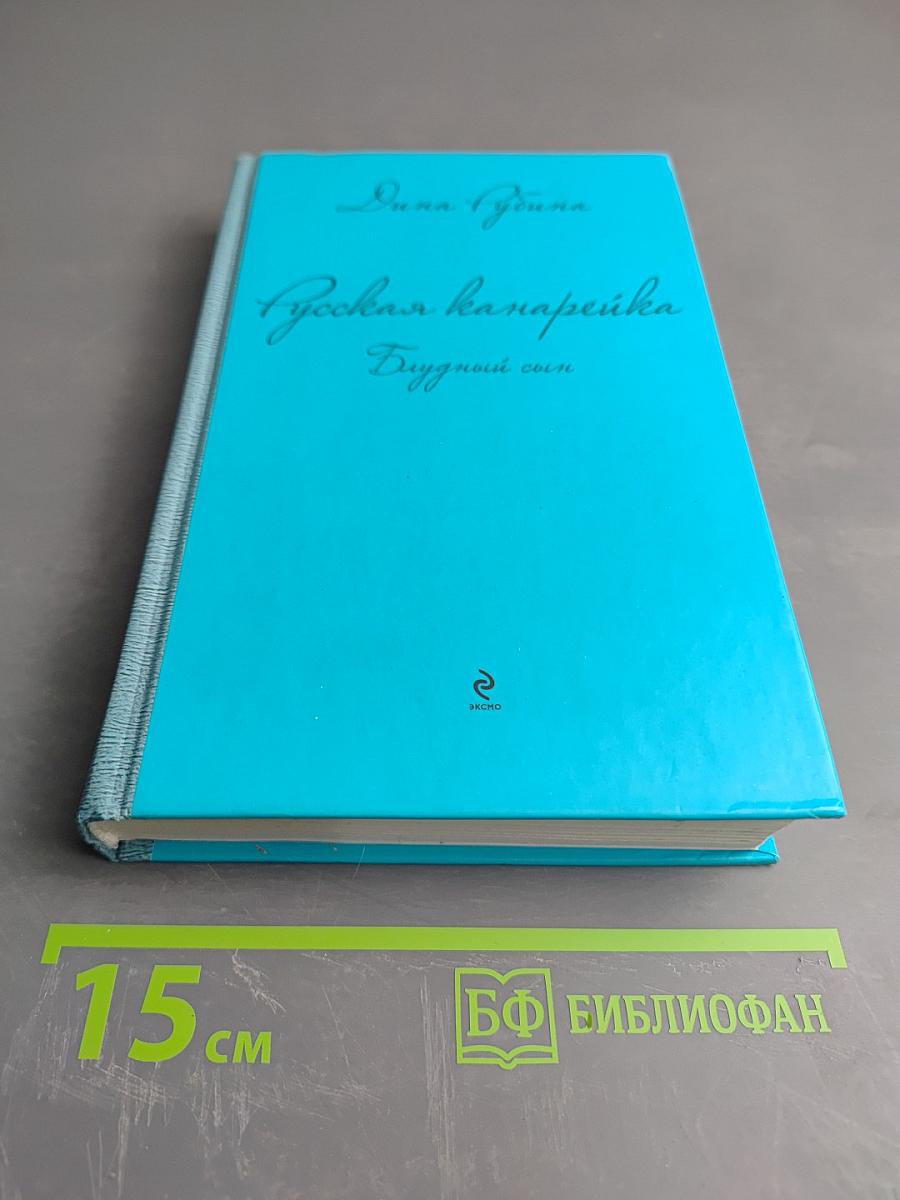 Дина Рубина
Русская канарейка
Блудный сын
ЭКСМО
15 см
БФ БИБЛИОФАН